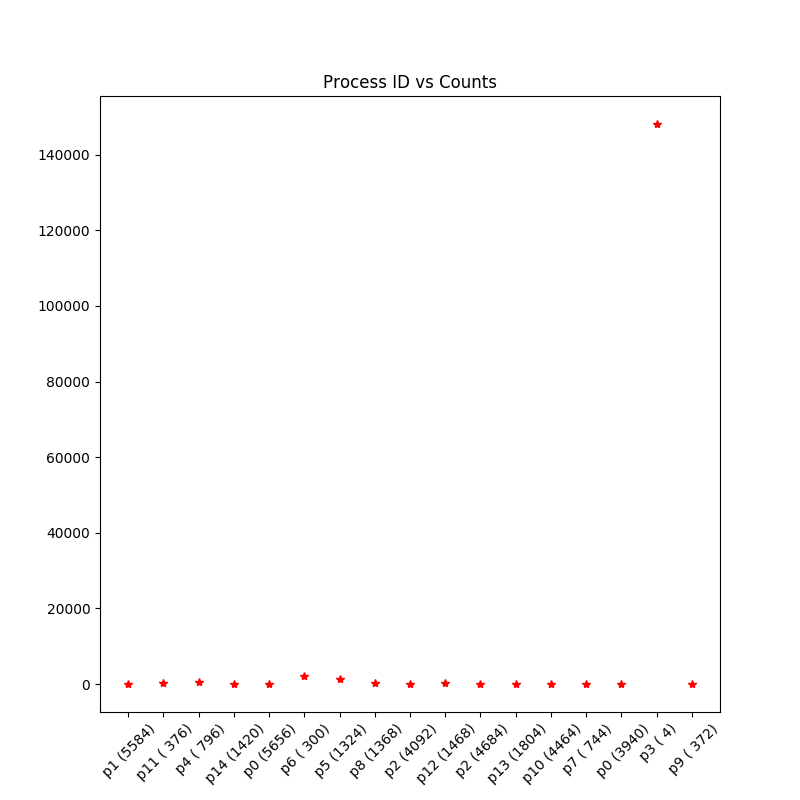 Process ID vs Counts
140000
120000
100000
80000
60000
40000
20000
0
p1 (5584)
p11 ( 376)
p4 ( 796)
p14 (1420)
p0 (5656)
p6 ( 300)
p5 (1324)
p8 (1368)
p2 (4092)
p12 (1468)
p2 (4684)
p13 (1804)
p10 (4464)
p7 ( 744)
p0 (3940)
p3 ( 4)
p9 ( 372)